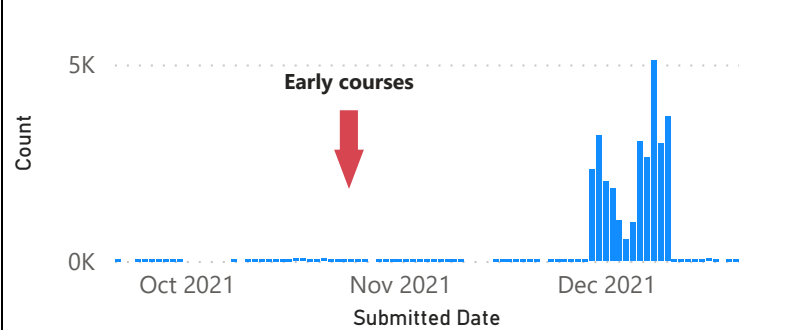 5K
Early courses
Count
0K
Oct 2021 Nov 2021 Dec 2021
Submitted Date